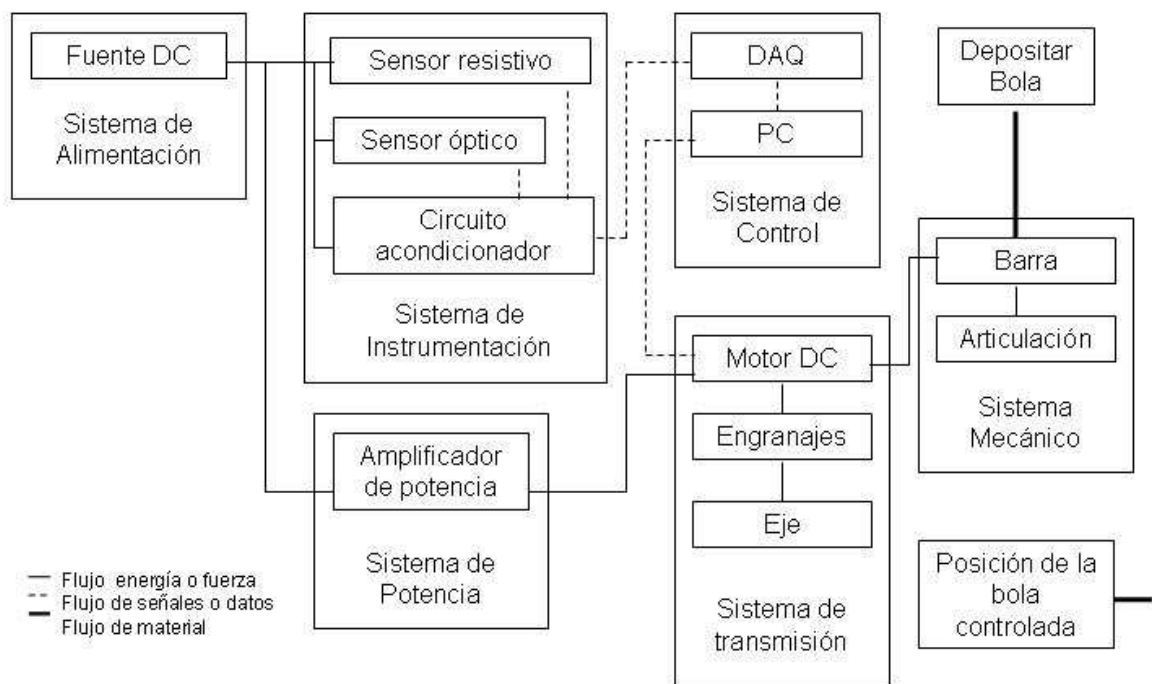 Fuente DC
Sistema de
Alimentación
Sensor resistivo
Sensor óptico
Circuito
acondicionador
Sistema de
Instrumentación
DAQ
PC
Sistema de
Control
Depositar
Bola
Barra
Articulación
Sistema
Mecánico
Motor DC
Engranajes
Eje
Sistema de
transmisión
Amplificador
de potencia
Sistema de
Potencia
Posición de la
bola
controlada
Flujo energía o fuerza
Flujo de señales o datos
Flujo de material